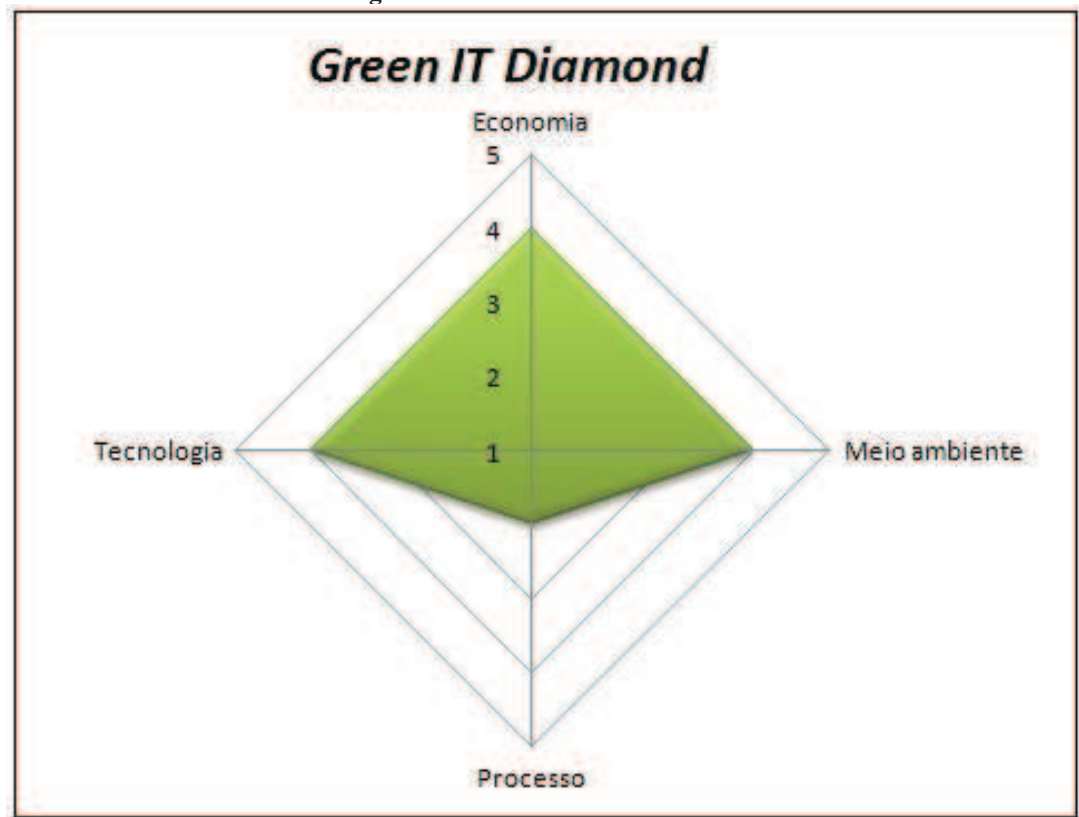 Green IT Diamond
Economia
5
4
3
2
Tecnologia 1 Meio ambiente
Processo